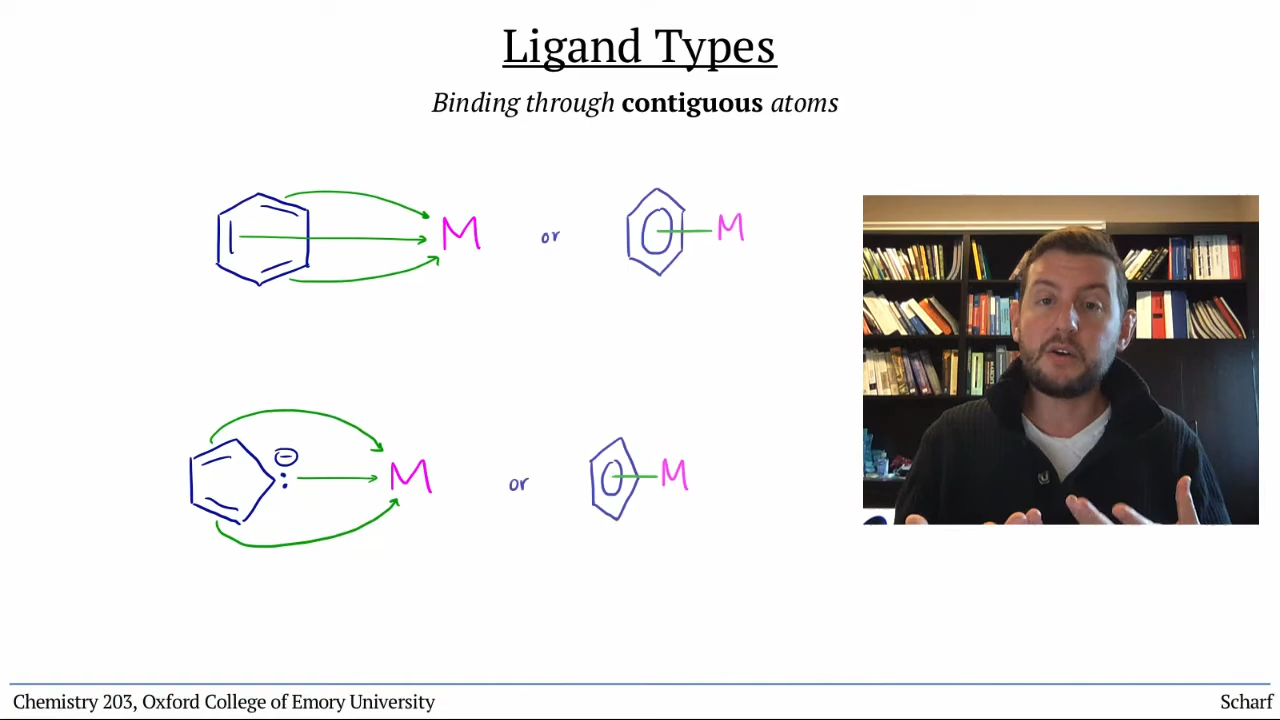 Ligand Types
Binding through contiguous atoms
M
or
M
⊖
:
M
or
M
Chemistry 203, Oxford College of Emory University
Scharf